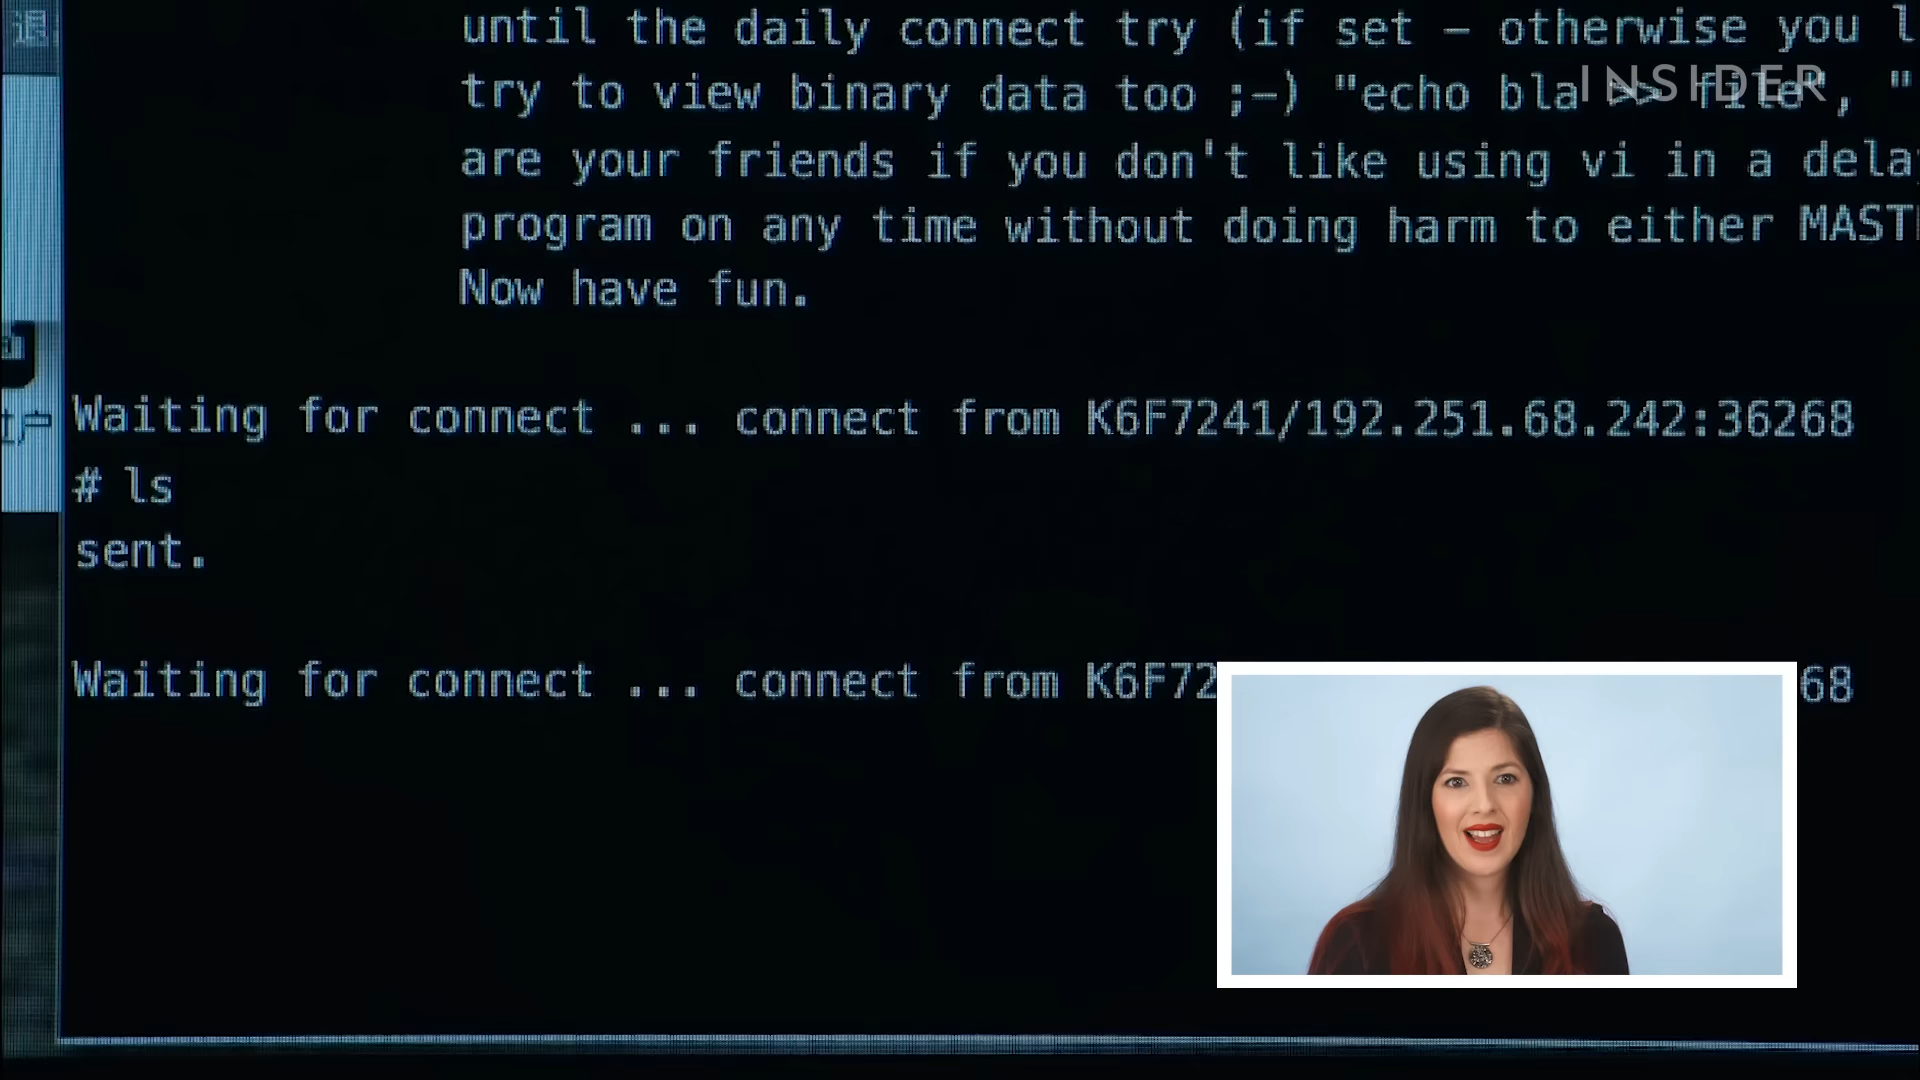 退
until the daily connect try (if set – otherwise you l
INSIDER
try to view binary data too ;-) "echo bla >> file", "
are your friends if you don't like using vi in a dela
program on any time without doing harm to either MAST
Now have fun.
Waiting for connect ... connect from K6F7241/192.251.68.242:36268
户
# ls
sent.
Waiting for connect ... connect from K6F72
68